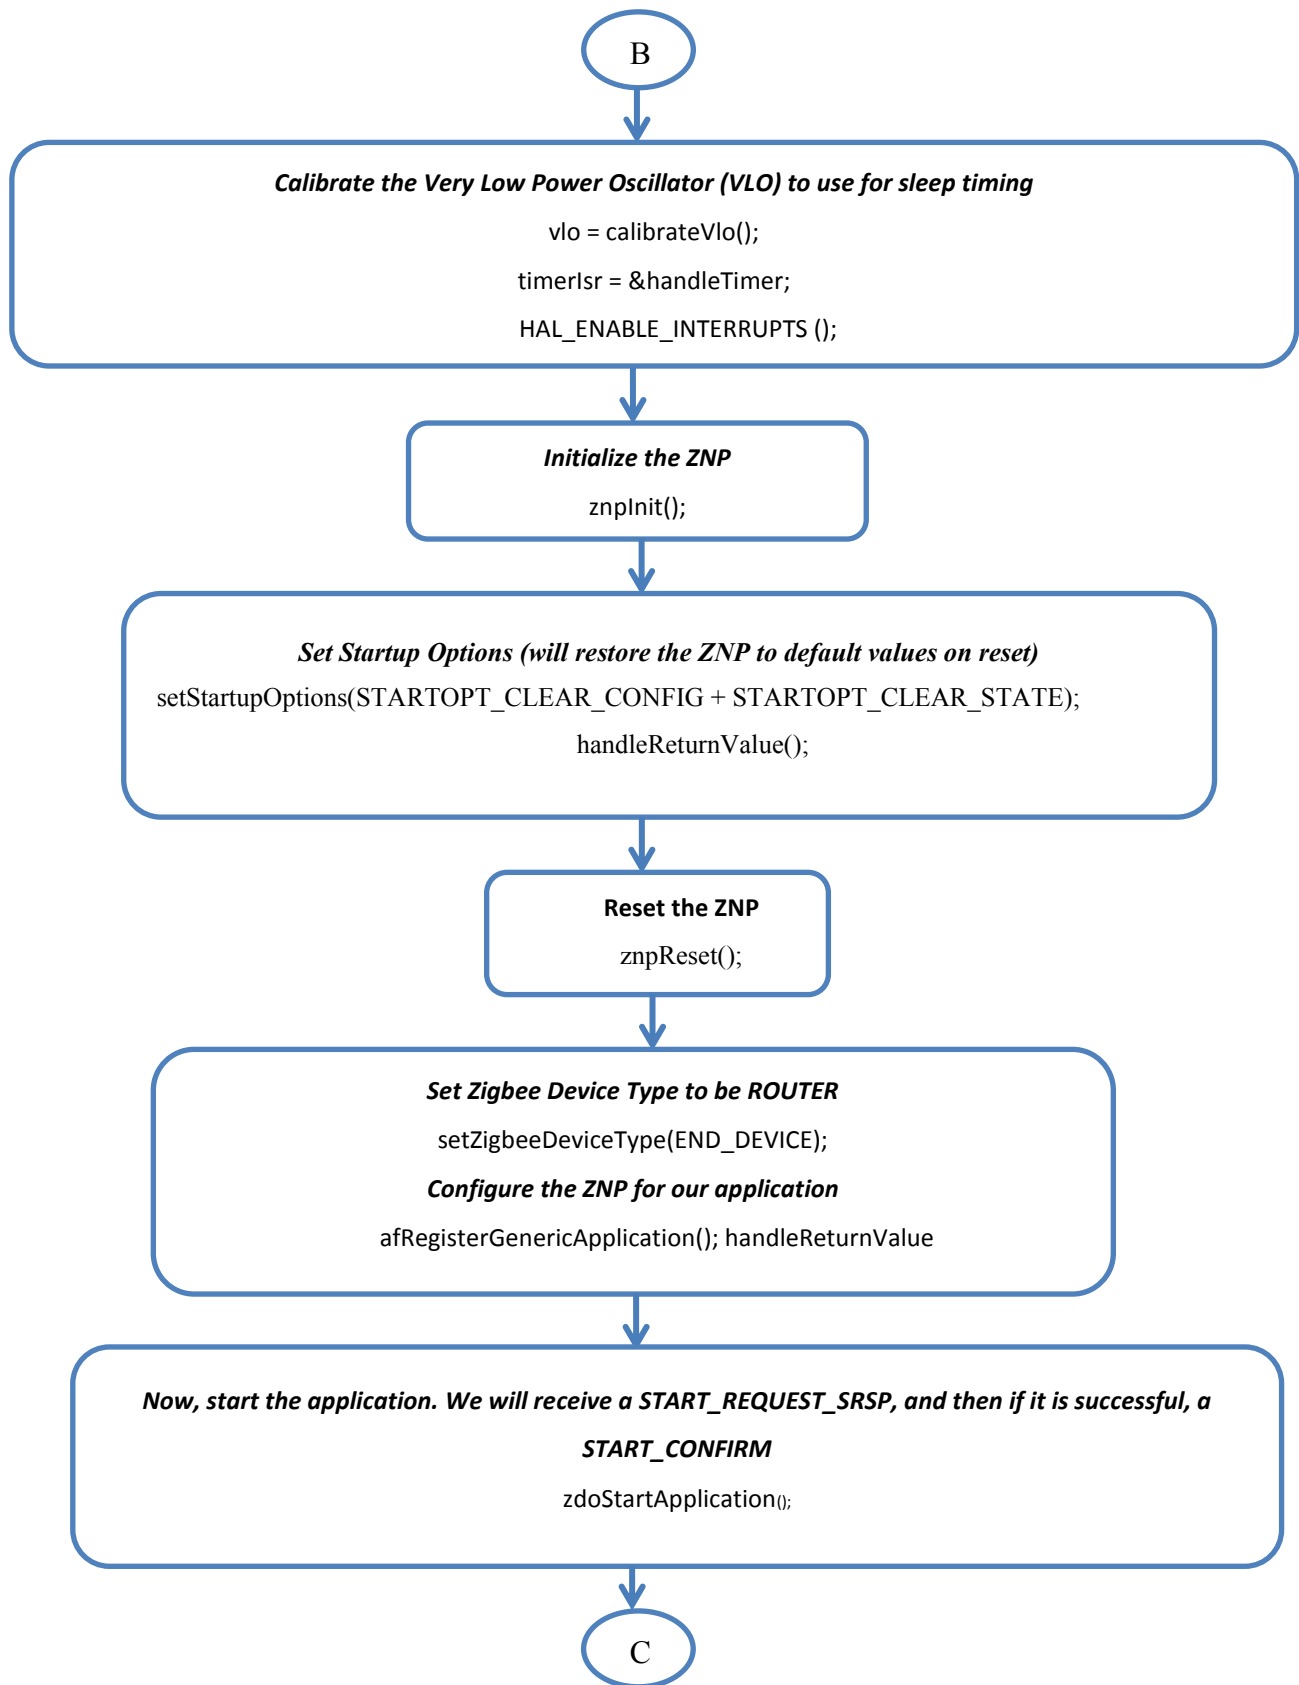 B
Calibrate the Very Low Power Oscillator (VLO) to use for sleep timing
vlo = calibrateVlo();
timerIsr = &handleTimer;
HAL_ENABLE_INTERRUPTS ();
Initialize the ZNP
znpInit();
Set Startup Options (will restore the ZNP to default values on reset)
setStartupOptions(STARTOPT_CLEAR_CONFIG + STARTOPT_CLEAR_STATE);
handleReturnValue();
Reset the ZNP
znpReset();
Set Zigbee Device Type to be ROUTER
setZigbeeDeviceType(END_DEVICE);
Configure the ZNP for our application
afRegisterGenericApplication(); handleReturnValue
Now, start the application. We will receive a START_REQUEST_SRSP, and then if it is successful, a
START_CONFIRM
zdoStartApplication();
C